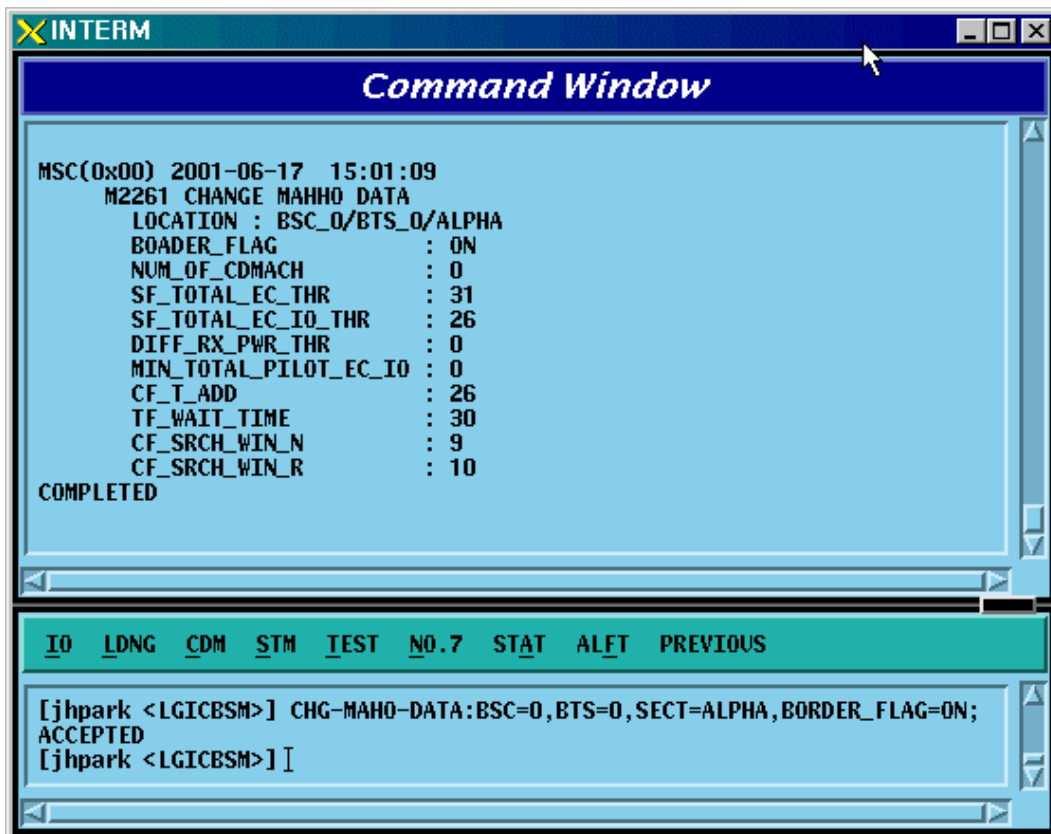 INTERM
Command Window
MSC(0x00) 2001-06-17 15:01:09
M2261 CHANGE MAHHO DATA
LOCATION : BSC_0/BTS_0/ALPHA
BOADER_FLAG : ON
NUM_OF_CDMACH : 0
SF_TOTAL_EC_THR : 31
SF_TOTAL_EC_IO_THR : 26
DIFF_RX_PWR_THR : 0
MIN_TOTAL_PILOT_EC_IO : 0
CF_T_ADD : 26
TF_WAIT_TIME : 30
CF_SRCH_WIN_N : 9
CF_SRCH_WIN_R : 10
COMPLETED
IO LDNG CDM STM TEST NO.7 STAT ALFT PREVIOUS
[jhpark <LGICBSM>] CHG-MAHO-DATA:BSC=0,BTS=0,SECT=ALPHA,BORDER_FLAG=ON;
ACCEPTED
[jhpark <LGICBSM>]